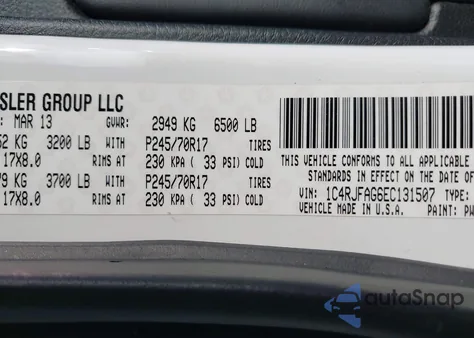 SLER GROUP LLC
: MAR 13 GVWR: 2949 KG 6500 LB
52 KG 3200 LB WITH P245/70R17 TIRES
17X8.0 RIMS AT 230 KPA ( 33 PSI) COLD
79 KG 3700 LB WITH P245/70R17 TIRES
17X8.0 RIMS AT 230 KPA ( 33 PSI) COLD
THIS VEHICLE CONFORMS TO ALL APPLICABLE
IN EFFECT ON THE
VIN: 1C4RJFAG6EC131507 TYPE:
VEHICLE MADE IN U.S.A. PAINT: PW
autoSnap